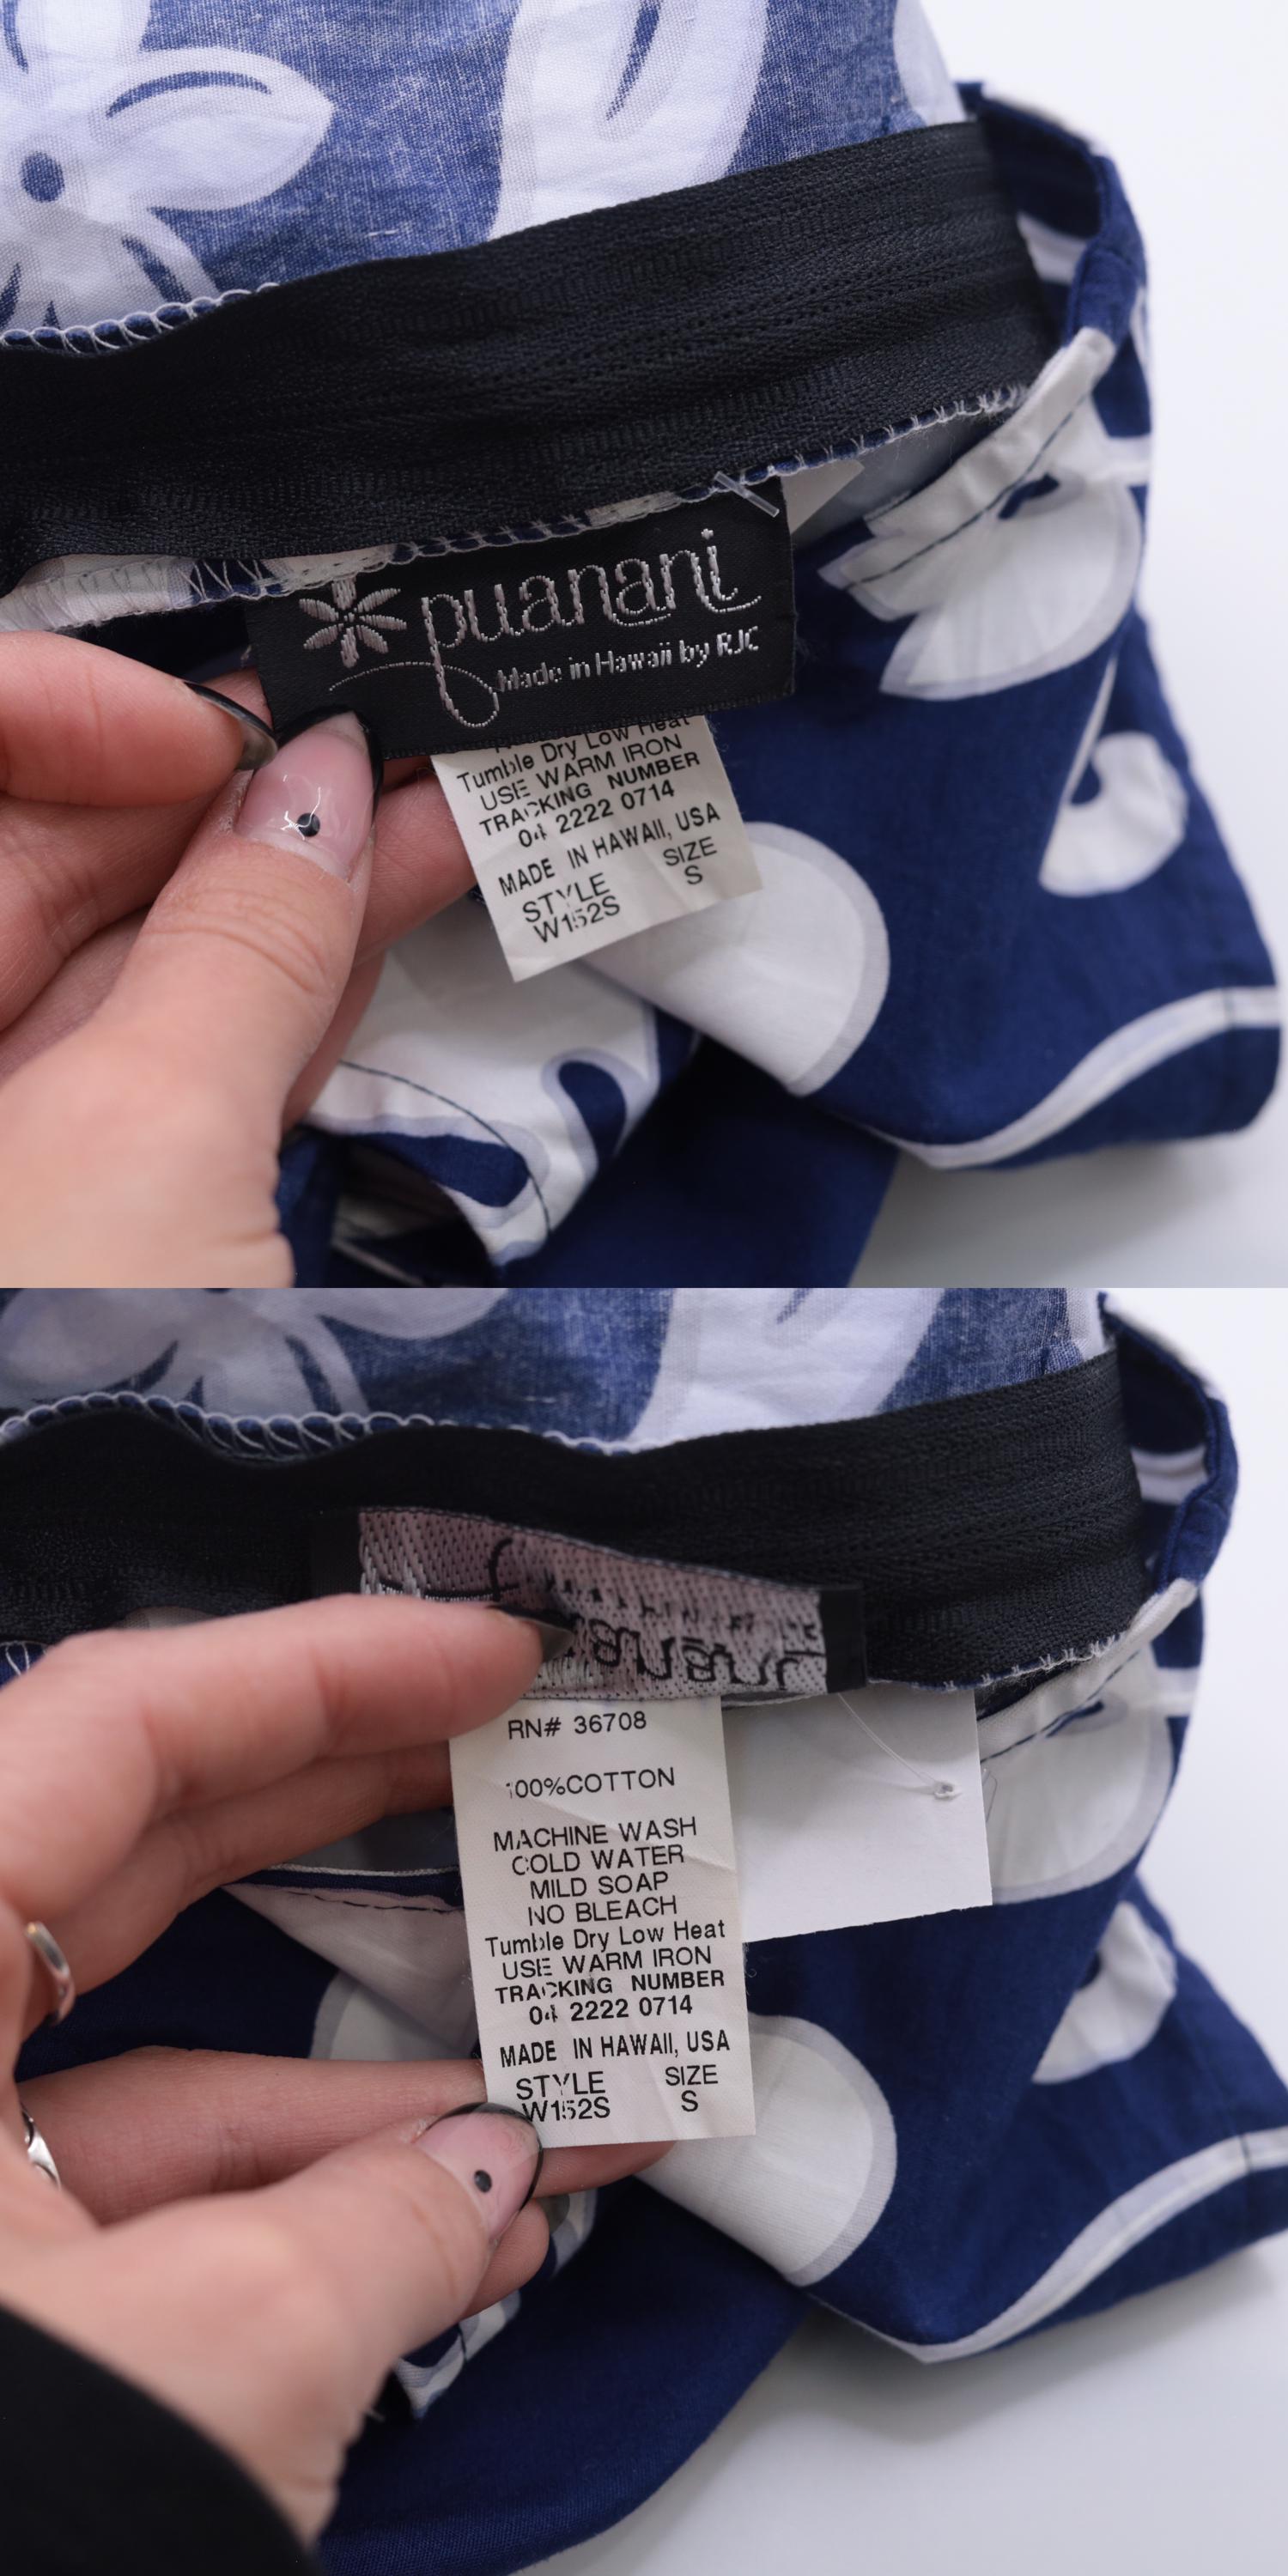 puanani
Made in Hawaii by RJC
Tumble Dry Low Heat
USE WARM IRON
TRACKING NUMBER
04 2222 0714
MADE IN HAWAII, USA
STYLE SIZE
W152S S
RN# 36708
100%COTTON
MACHINE WASH
COLD WATER
MILD SOAP
NO BLEACH
Tumble Dry Low Heat
USE WARM IRON
TRACKING NUMBER
04 2222 0714
MADE IN HAWAII, USA
STYLE SIZE
W152S S